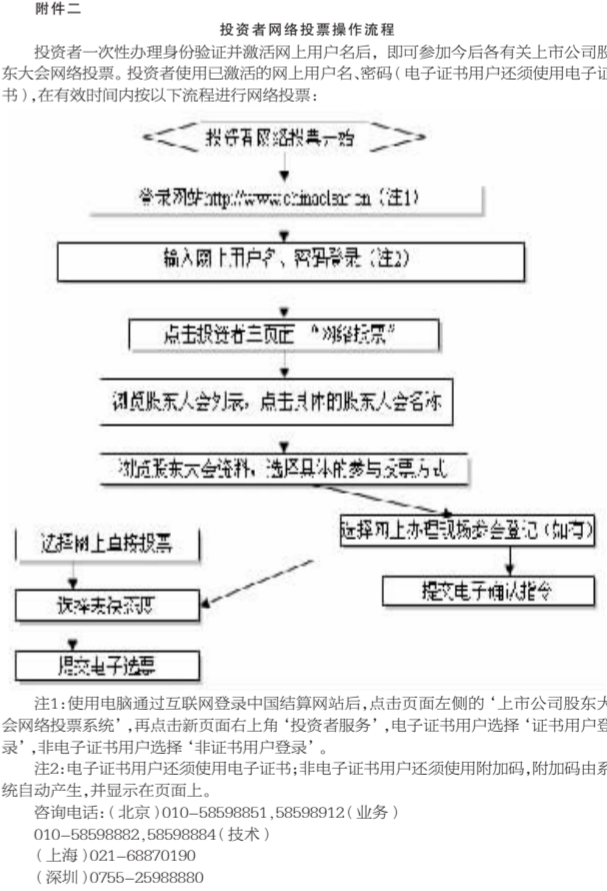 附件二
投资者网络投票操作流程
投资者一次性办理身份验证并激活网上用户名后，即可参加今后各有关上市公司股
东大会网络投票。投资者使用已激活的网上用户名、密码(电子证书用户还须使用电子证
书),在有效时间内按以下流程进行网络投票:
投资者网络投票开始
登录网站http://www.chinaclear.cn（注1）
输入网上用户名、密码登录（注2）
点击投资者主页面“网络投票”
浏览股东大会列表，点击具体的股东大会名称
浏览股东大会资料，选择具体的参与投票方式
选择网上直接投票
选择网上办理现场参会登记（如有）
选择表决态度
提交电子确认指令
提交电子选票
注1:使用电脑通过互联网登录中国结算网站后,点击页面左侧的‘上市公司股东大
会网络投票系统’,再点击新页面右上角‘投资者服务’,电子证书用户选择‘证书用户登
录’,非电子证书用户选择‘非证书用户登录’。
注2:电子证书用户还须使用电子证书;非电子证书用户还须使用附加码,附加码由系
统自动产生,并显示在页面上。
咨询电话:(北京)010-58598851,58598912(业务)
010-58598882,58598884(技术)
(上海)021-68870190
(深圳)0755-25988880